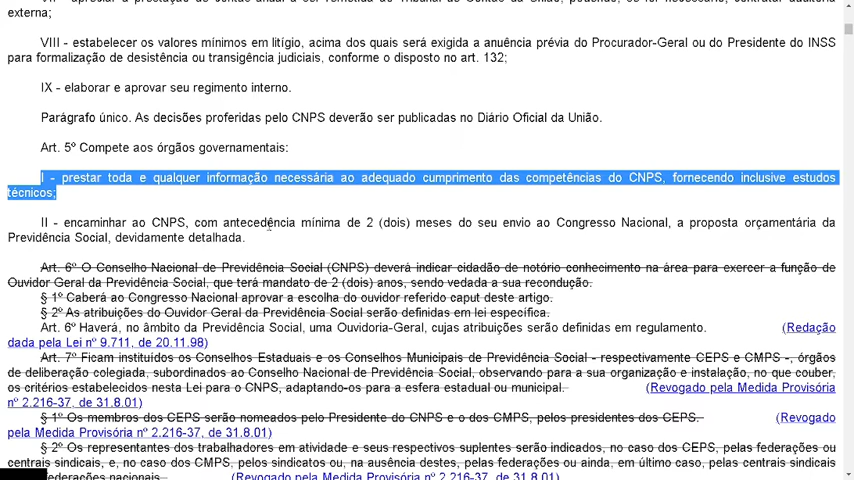 externa;
VIII - estabelecer os valores mínimos em litígio, acima dos quais será exigida a anuência prévia do Procurador-Geral ou do Presidente do INSS
para formalização de desistência ou transigência judiciais, conforme o disposto no art. 132;
IX - elaborar e aprovar seu regimento interno.
Parágrafo único. As decisões proferidas pelo CNPS deverão ser publicadas no Diário Oficial da União.
Art. 5º Compete aos órgãos governamentais:
I - prestar toda e qualquer informação necessária ao adequado cumprimento das competências do CNPS, fornecendo inclusive estudos
técnicos;
II - encaminhar ao CNPS, com antecedência mínima de 2 (dois) meses do seu envio ao Congresso Nacional, a proposta orçamentária da
Previdência Social, devidamente detalhada.
Art. 6º O Conselho Nacional de Previdência Social (CNPS) deverá indicar cidadão de notório conhecimento na área para exercer a função de
Ouvidor Geral da Previdência Social, que terá mandato de 2 (dois) anos, sendo vedada a sua recondução.
§ 1º Caberá ao Congresso Nacional aprovar a escolha do ouvidor referido caput deste artigo.
§ 2º As atribuições do Ouvidor Geral da Previdência Social serão definidas em lei específica.
Art. 6º Haverá, no âmbito da Previdência Social, uma Ouvidoria-Geral, cujas atribuições serão definidas em regulamento. (Redação
dada pela Lei nº 9.711, de 20.11.98)
Art. 7º Ficam instituídos os Conselhos Estaduais e os Conselhos Municipais de Previdência Social - respectivamente CEPS e CMPS -, órgãos
de deliberação colegiada, subordinados ao Conselho Nacional de Previdência Social, observando para a sua organização e instalação, no que couber,
os critérios estabelecidos nesta Lei para o CNPS, adaptando-os para a esfera estadual ou municipal. (Revogado pela Medida Provisória
nº 2.216-37, de 31.8.01)
§ 1º Os membros dos CEPS serão nomeados pelo Presidente do CNPS e o dos CMPS, pelos presidentes dos CEPS. (Revogado
pela Medida Provisória nº 2.216-37, de 31.8.01)
§ 2º Os representantes dos trabalhadores em atividade e seus respectivos suplentes serão indicados, no caso dos CEPS, pelas federações ou
centrais sindicais, e, no caso dos CMPS, pelos sindicatos ou, na ausência destes, pelas federações ou ainda, em último caso, pelas centrais sindicais
federações nacionais. (Revogado pela Medida Provisória nº 2.216-37, de 31.8.01)